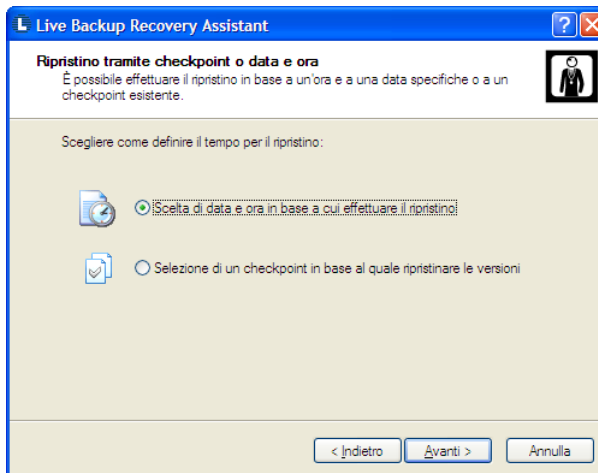 Live Backup Recovery Assistant
Ripristino tramite checkpoint o data e ora
È possibile effettuare il ripristino in base a un'ora e a una data specifiche o a un
checkpoint esistente.
Scegliere come definire il tempo per il ripristino:
Scelta di data e ora in base a cui effettuare il ripristino
Selezione di un checkpoint in base al quale ripristinare le versioni
< Indietro
Avanti >
Annulla